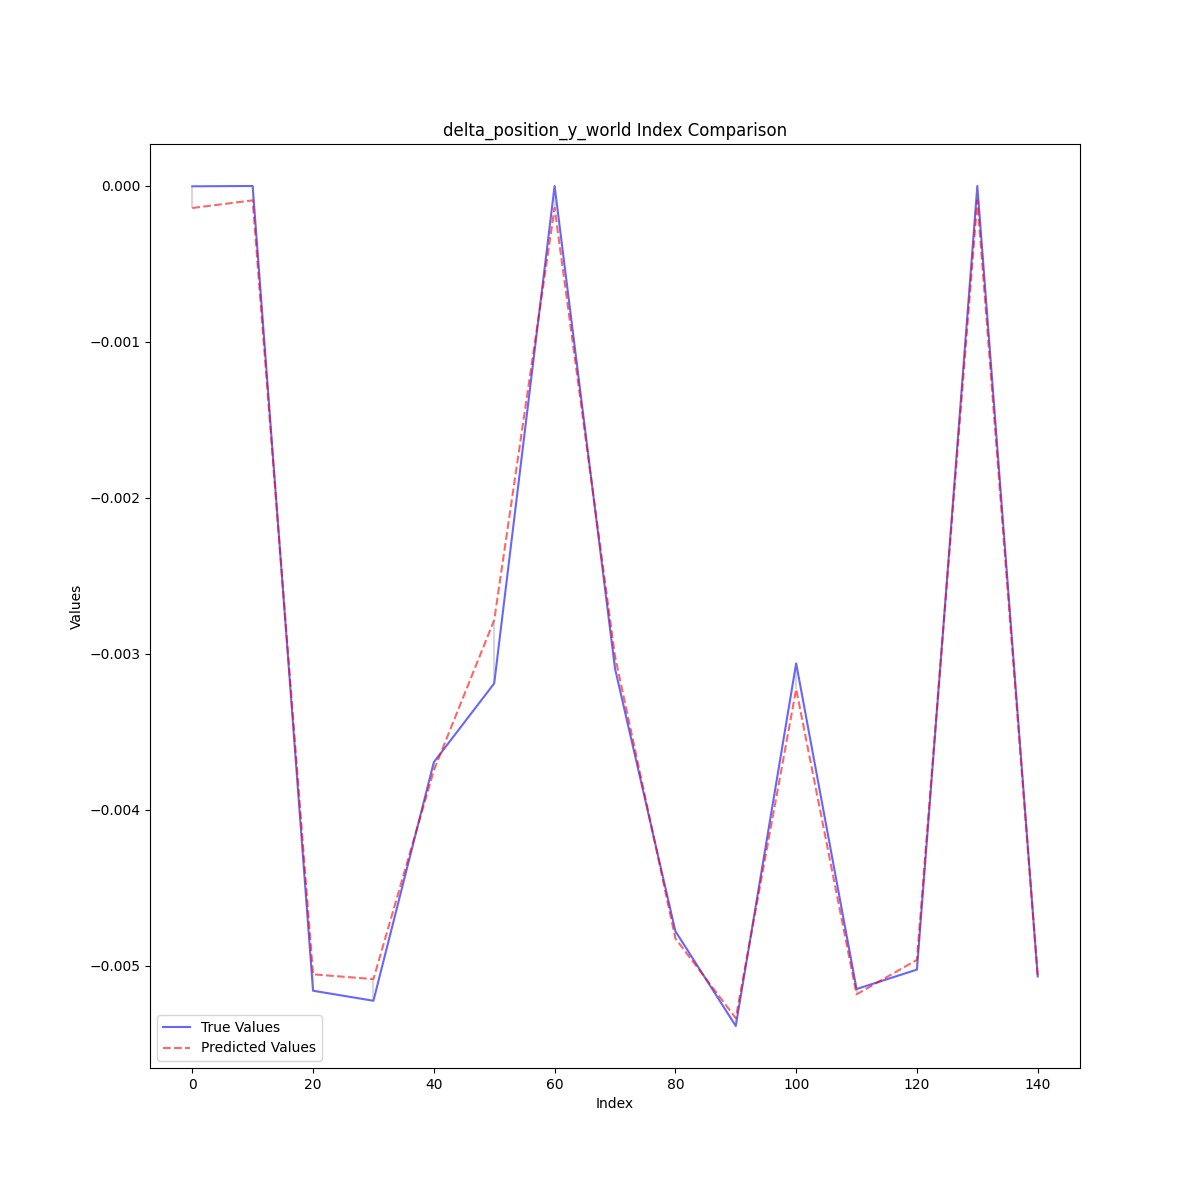 delta_position_y_world Index Comparison
0.000
−0.001
−0.002
−0.003
−0.004
−0.005
Values
True Values
Predicted Values
0 20 40 60 80 100 120 140
Index